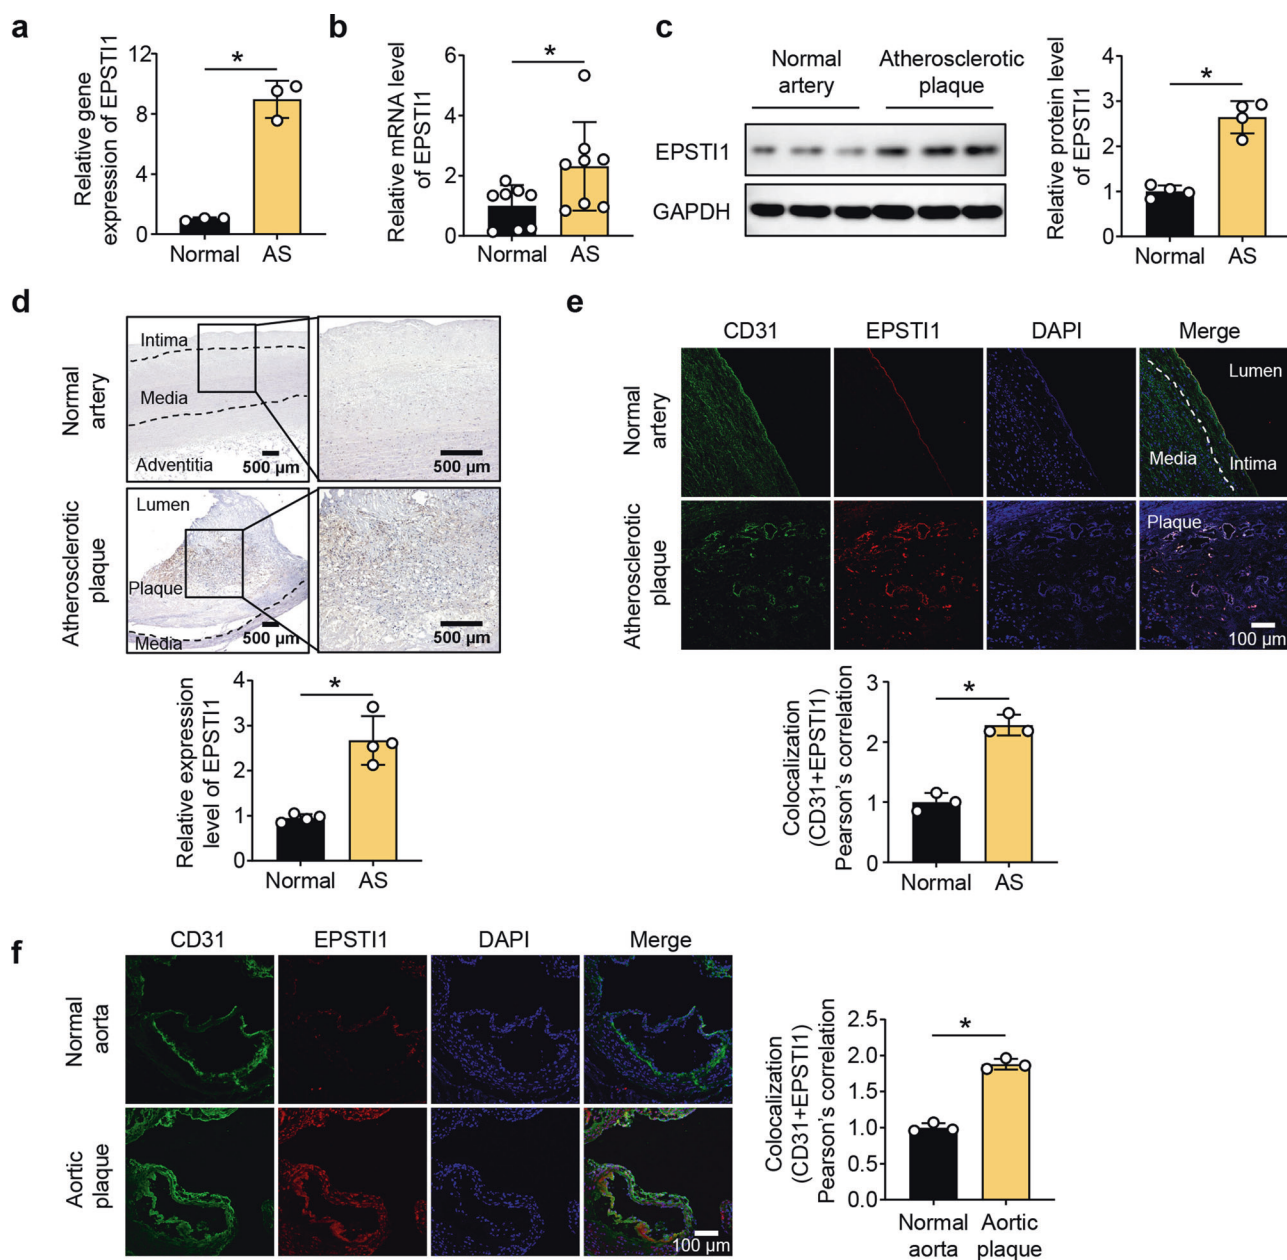 a
Relative gene
expression of EPSTI1
12
8
4
0
*
Normal
AS
b
Relative mRNA level
of EPSTI1
6
4
2
0
*
Normal
AS
c
Normal
artery
Atherosclerotic
plaque
EPSTI1
GAPDH
Relative protein level
of EPSTI1
4
3
2
1
0
*
Normal
AS
d
Normal
artery
Intima
Media
Adventitia
500 µm
500 µm
Atherosclerotic
plaque
Lumen
Plaque
Media
500 µm
500 µm
Relative expression
level of EPSTI1
4
3
2
1
0
*
Normal
AS
e
CD31
EPSTI1
DAPI
Merge
Normal
artery
Lumen
Media
Intima
Atherosclerotic
plaque
Plaque
100 µm
Colocalization
(CD31+EPSTI1)
Pearson's correlation
3
2
1
0
*
Normal
AS
f
CD31
EPSTI1
DAPI
Merge
Normal
aorta
Aortic
plaque
100 µm
Colocalization
(CD31+EPSTI1)
Pearson's correlation
2.5
2.0
1.5
1.0
0.5
0.0
*
Normal
aorta
Aortic
plaque